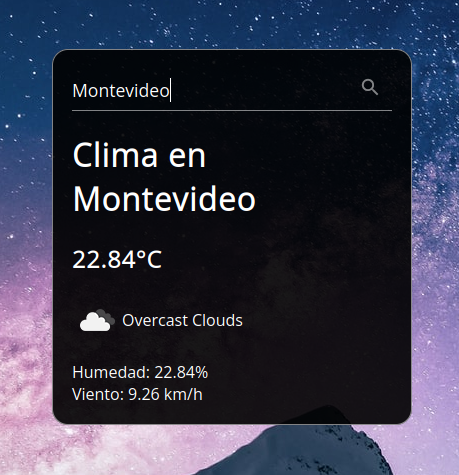 Montevideo
Clima en
Montevideo
22.84°C
Overcast Clouds
Humedad: 22.84%
Viento: 9.26 km/h